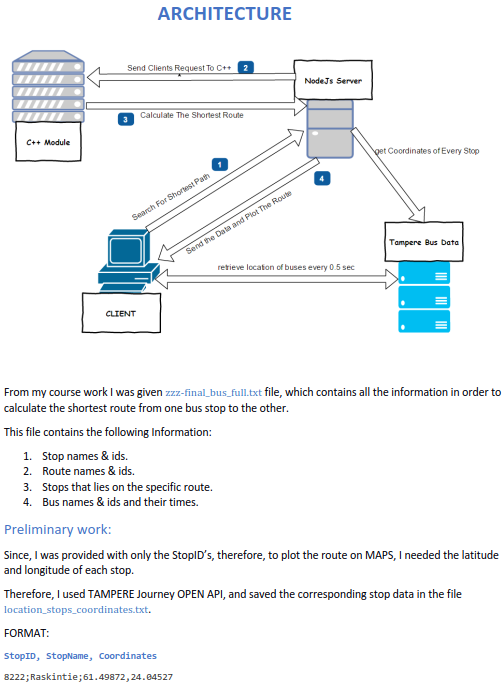 ARCHITECTURE
Send Clients Request To C++ 2
NodeJs Server
3 Calculate The Shortest Route
C++ Module
1
get Coordinates of Every Stop
Search For Shortest Path
4
Send the Data and Plot The Route
Tampere Bus Data
retrieve location of buses every 0.5 sec
CLIENT
From my course work I was given zzz-final_bus_full.txt file, which contains all the information in order to
calculate the shortest route from one bus stop to the other.
This file contains the following Information:
1. Stop names & ids.
2. Route names & ids.
3. Stops that lies on the specific route.
4. Bus names & ids and their times.
Preliminary work:
Since, I was provided with only the StopID’s, therefore, to plot the route on MAPS, I needed the latitude
and longitude of each stop.
Therefore, I used TAMPERE Journey OPEN API, and saved the corresponding stop data in the file
location_stops_coordinates.txt.
FORMAT:
StopID, StopName, Coordinates
8222;Raskintie;61.49872,24.04527